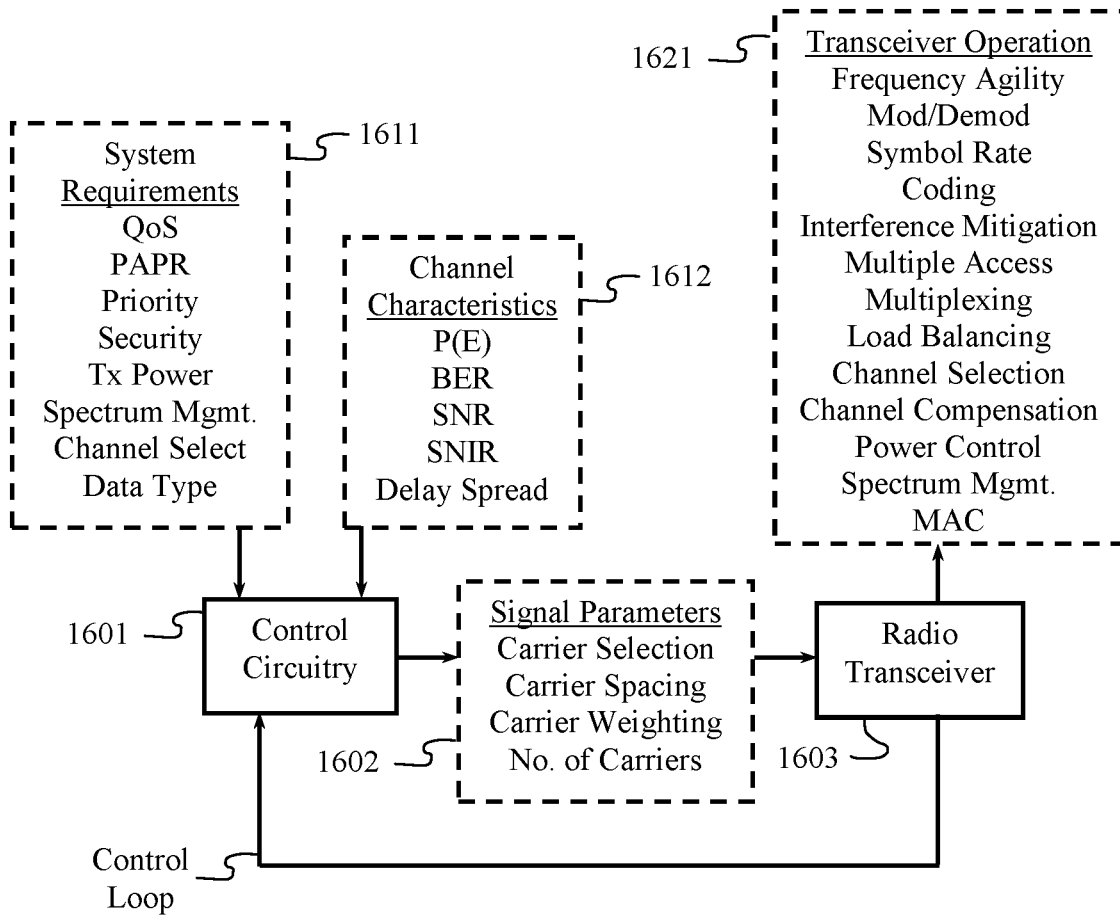 Transceiver Operation
Frequency Agility
Mod/Demod
Symbol Rate
Coding
Interference Mitigation
Multiple Access
Multiplexing
Load Balancing
Channel Selection
Channel Compensation
Power Control
Spectrum Mgmt.
MAC
1621
1611
System
Requirements
QoS
PAPR
Priority
Security
Tx Power
Spectrum Mgmt.
Channel Select
Data Type
1612
Channel
Characteristics
P(E)
BER
SNR
SNIR
Delay Spread
1601
Control
Circuitry
Signal Parameters
Carrier Selection
Carrier Spacing
Carrier Weighting
No. of Carriers
1602
Radio
Transceiver
1603
Control
Loop